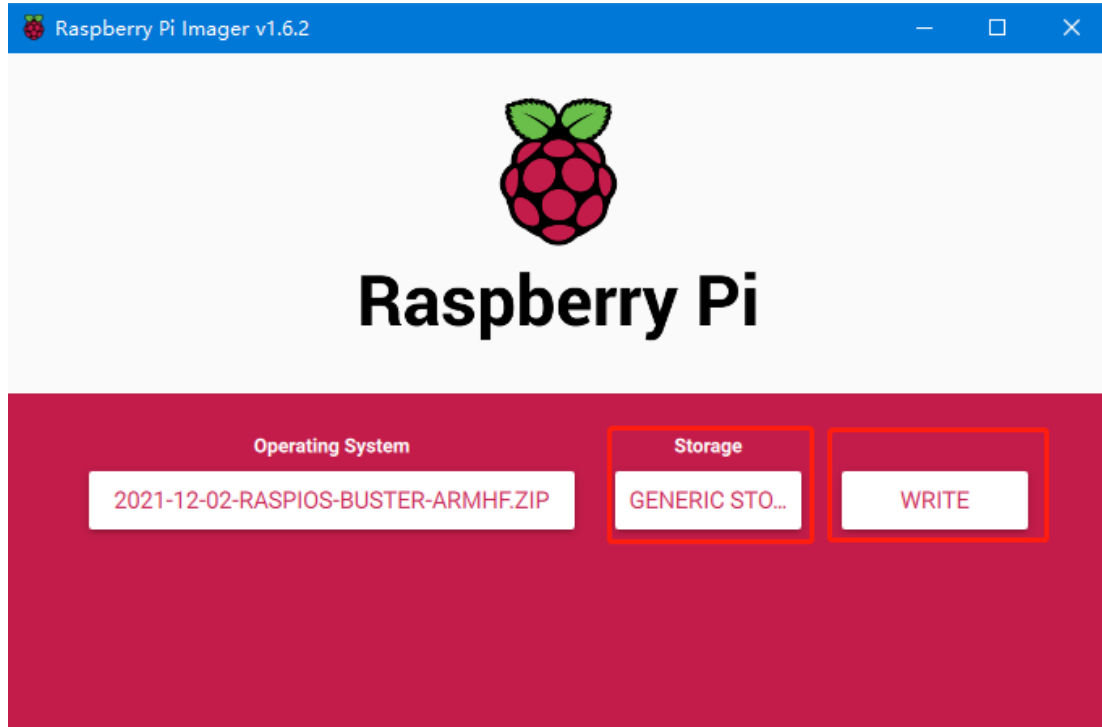 Raspberry Pi Imager v1.6.2
Raspberry Pi
Operating System
Storage
2021-12-02-RASPIOS-BUSTER-ARMHF.ZIP
GENERIC STO...
WRITE